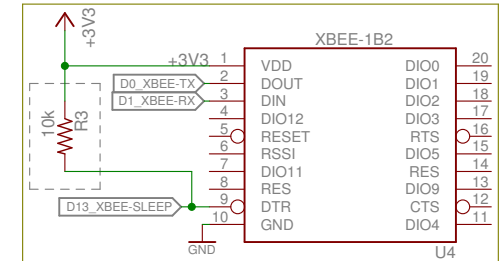 XBEE-1B2
+3V3
+3V3 1 VDD DIO0 20
D0_XBEE-TX 2 DOUT DIO1 19
D1_XBEE-RX 3 DIN DIO2 18
4 DIO12 DIO3 17
5 RESET RTS 16
6 RSSI DIO5 15
7 DIO11 RES 14
8 RES DIO9 13
D13_XBEE-SLEEP 9 DTR CTS 12
10 GND DIO4 11
10k
R3
GND
U4